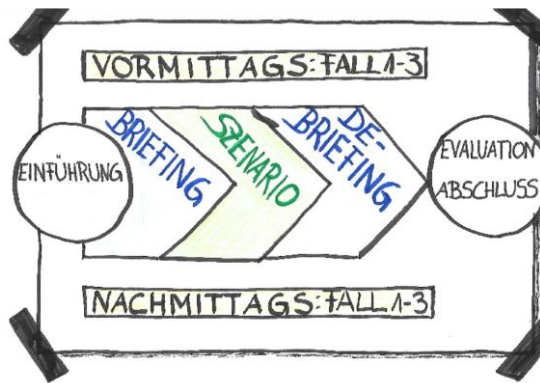 VORMITTAGS: FALL 1-3
EINFÜHRUNG
BRIEFING
SZENARIO
DE-
BRIEFING
EVALUATION
ABSCHLUSS
NACHMITTAGS: FALL 1-3